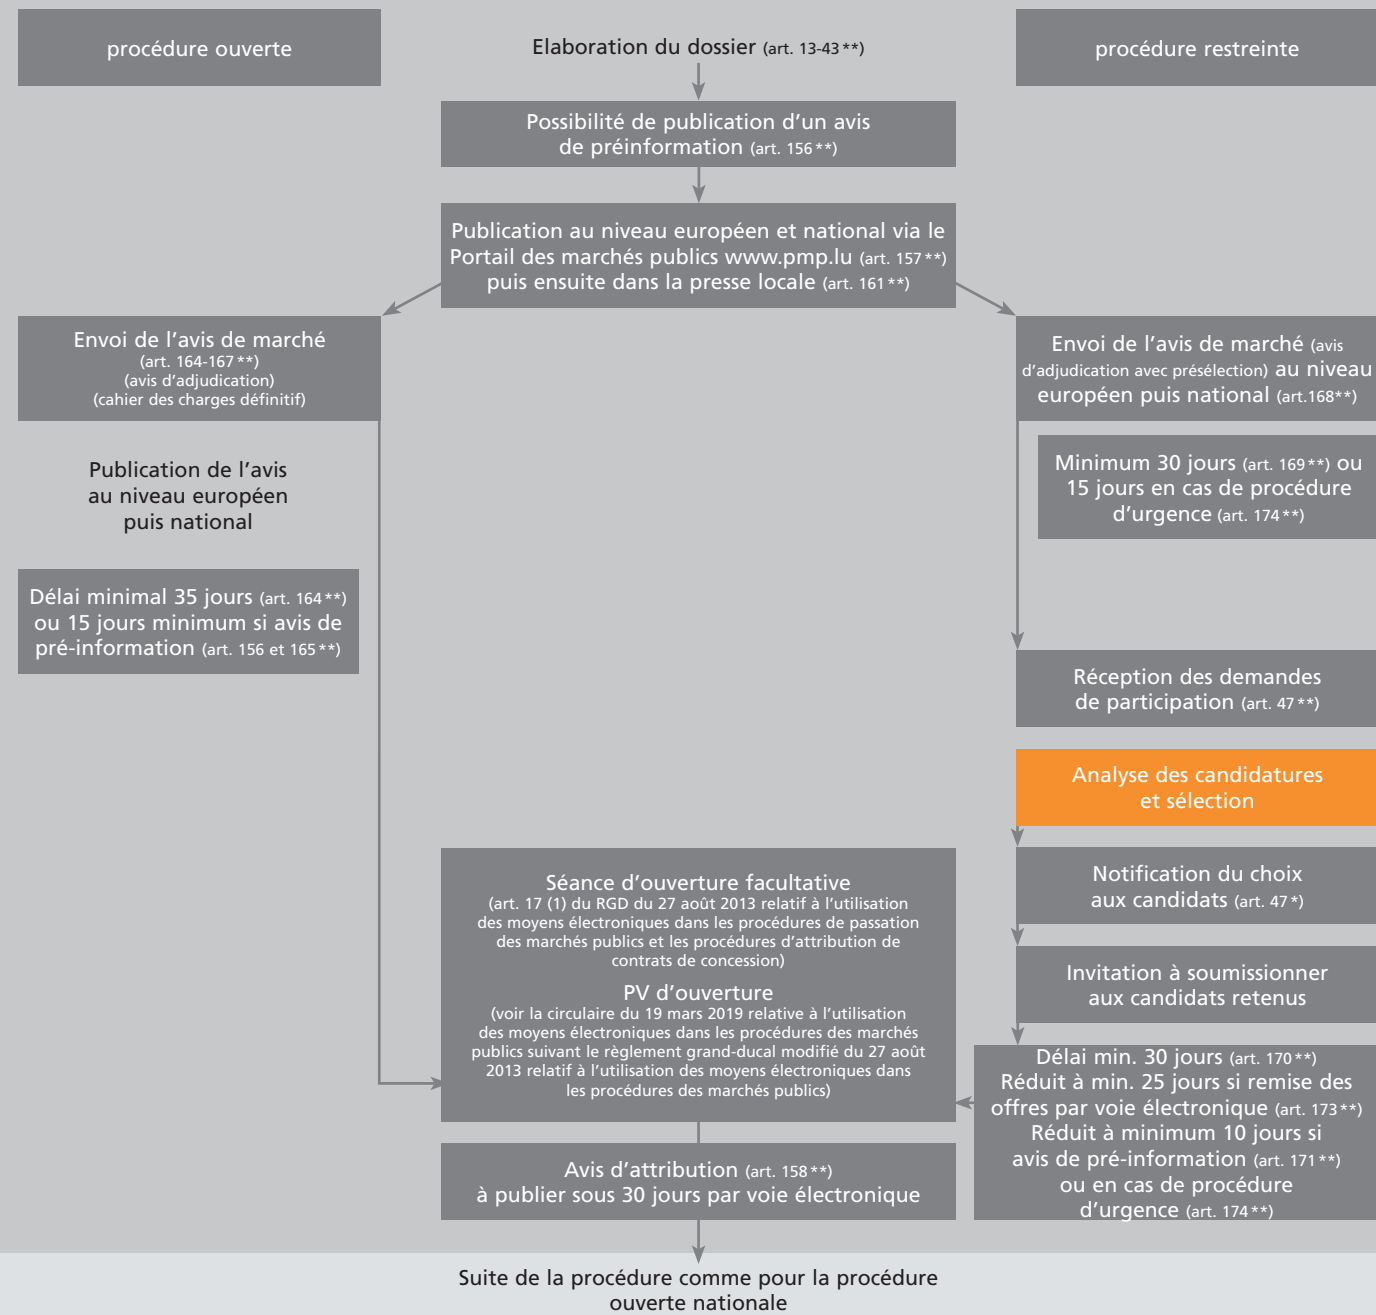 procédure ouverte
Elaboration du dossier (art. 13-43**)
procédure restreinte
Possibilité de publication d'un avis
de préinformation (art. 156**)
Publication au niveau européen et national via le
Portail des marchés publics www.pmp.lu (art. 157**)
puis ensuite dans la presse locale (art. 161**)
Envoi de l'avis de marché
(art. 164-167**)
(avis d'adjudication)
(cahier des charges définitif)
Publication de l'avis
au niveau européen
puis national
Délai minimal 35 jours (art. 164**)
ou 15 jours minimum si avis de
pré-information (art. 156 et 165**)
Envoi de l'avis de marché (avis
d'adjudication avec présélection) au niveau
européen puis national (art.168**)
Minimum 30 jours (art. 169**) ou
15 jours en cas de procédure
d'urgence (art. 174**)
Réception des demandes
de participation (art. 47**)
Analyse des candidatures
et sélection
Notification du choix
aux candidats (art. 47*)
Invitation à soumissionner
aux candidats retenus
Délai min. 30 jours (art. 170**)
Réduit à min. 25 jours si remise des
offres par voie électronique (art. 173**)
Réduit à minimum 10 jours si
avis de pré-information (art. 171**)
ou en cas de procédure
d'urgence (art. 174**)
Séance d'ouverture facultative
(art. 17 (1) du RGD du 27 août 2013 relatif à l'utilisation
des moyens électroniques dans les procédures de passation
des marchés publics et les procédures d'attribution de
contrats de concession)
PV d'ouverture
(voir la circulaire du 19 mars 2019 relative à l'utilisation
des moyens électroniques dans les procédures des marchés
publics suivant le règlement grand-ducal modifié du 27 août
2013 relatif à l'utilisation des moyens électroniques dans
les procédures des marchés publics)
Avis d'attribution (art. 158**)
à publier sous 30 jours par voie électronique
Suite de la procédure comme pour la procédure
ouverte nationale